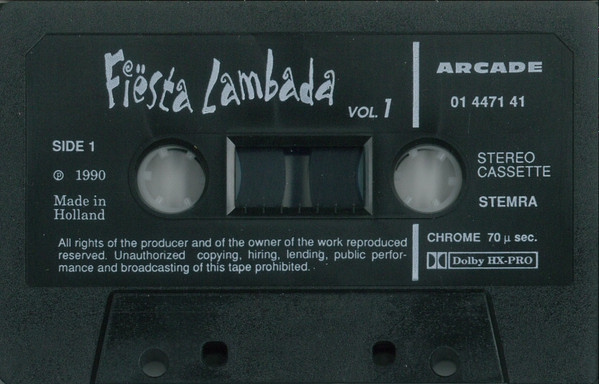 Fiësta Lambada VOL. 1
ARCADE
01 4471 41
SIDE 1
℗ 1990
Made in
Holland
STEREO
CASSETTE
STEMRA
All rights of the producer and of the owner of the work reproduced
reserved. Unauthorized copying, hiring, lending, public perfor-
mance and broadcasting of this tape prohibited.
CHROME 70 µ sec.
Dolby HX-PRO